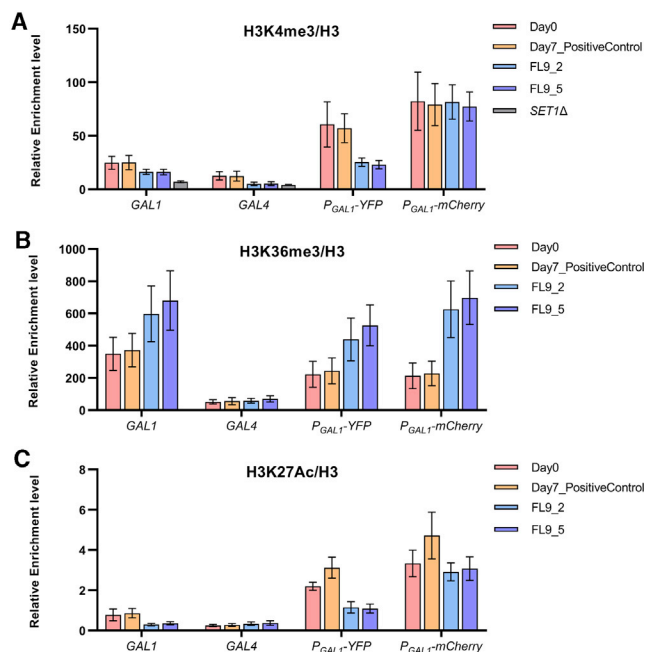 A
H3K4me3/H3
Relative Enrichment level
150
100
50
0
GAL1
GAL4
PGAL1-YFP
PGAL1-mCherry
Day0
Day7_PositiveControl
FL9_2
FL9_5
SET1Δ
B
H3K36me3/H3
Relative Enrichment level
1000
800
600
400
200
0
GAL1
GAL4
PGAL1-YFP
PGAL1-mCherry
Day0
Day7_PositiveControl
FL9_2
FL9_5
C
H3K27Ac/H3
Relative Enrichment level
8
6
4
2
0
GAL1
GAL4
PGAL1-YFP
PGAL1-mCherry
Day0
Day7_PositiveControl
FL9_2
FL9_5